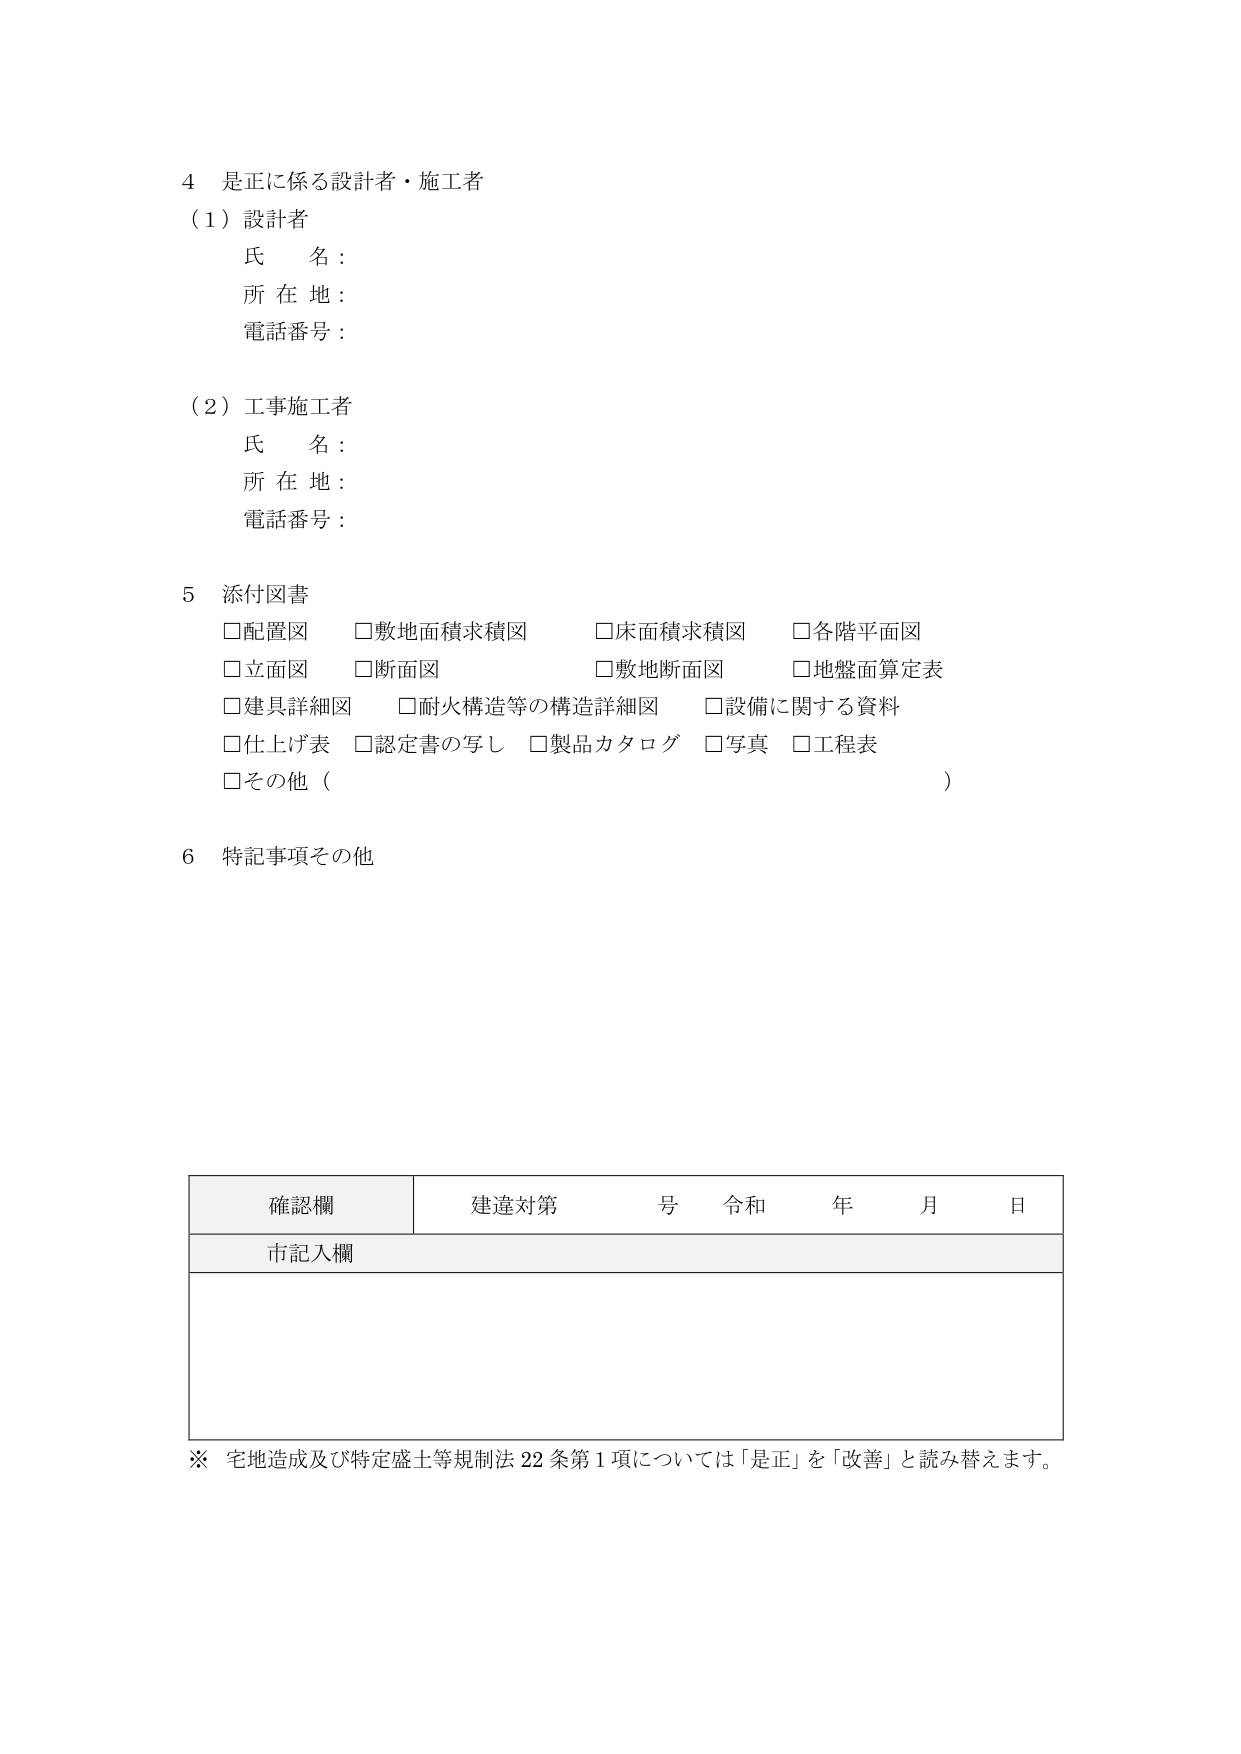 ４　是正に係る設計者・施工者
（１）設計者
氏　　名：
所 在 地：
電話番号：
（２）工事施工者
氏　　名：
所 在 地：
電話番号：
５　添付図書
□配置図　　□敷地面積求積図　　　□床面積求積図　　□各階平面図
□立面図　　□断面図　　　　　　　□敷地断面図　　　□地盤面算定表
□建具詳細図　　□耐火構造等の構造詳細図　　□設備に関する資料
□仕上げ表　□認定書の写し　□製品カタログ　□写真　□工程表
□その他（　　　　　　　　　　　　　　　　　　　　　　　　　　　　）
６　特記事項その他
確認欄　　建違対第　　　　　号　　令和　　　年　　　月　　　日
市記入欄
※　宅地造成及び特定盛土等規制法 22 条第 1 項については「是正」を「改善」と読み替えます。